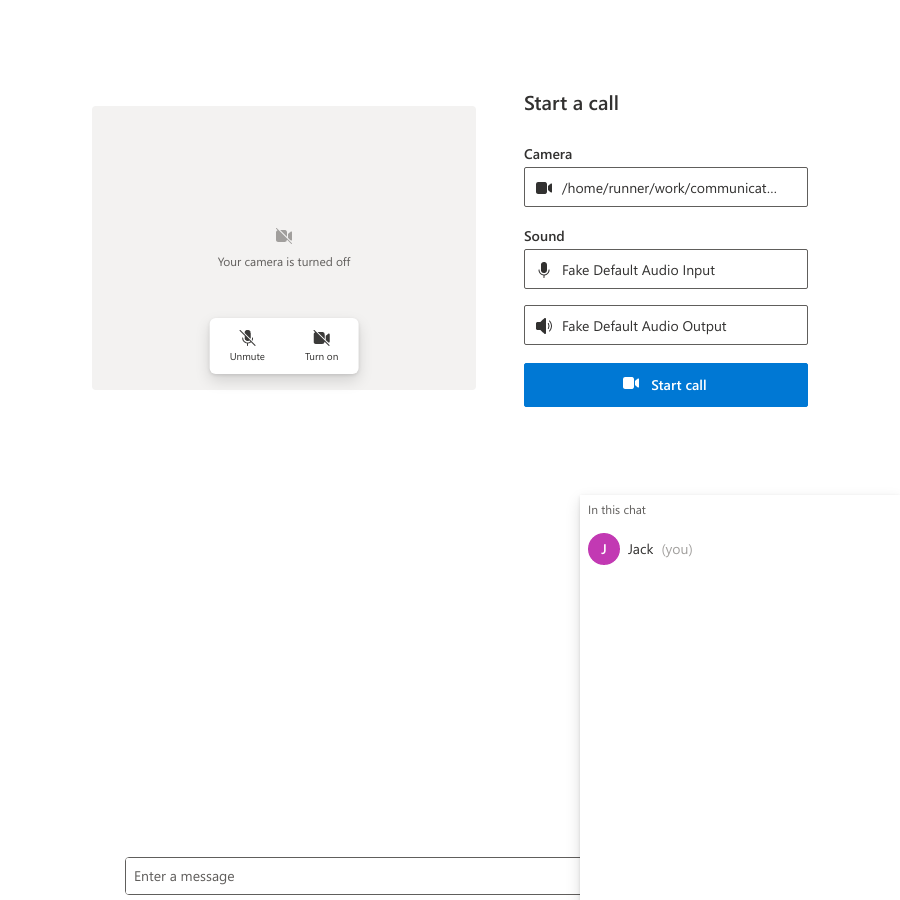 Start a call
Your camera is turned off
Unmute
Turn on
Camera
/home/runner/work/communicat...
Sound
Fake Default Audio Input
Fake Default Audio Output
Start call
In this chat
J
Jack (you)
Enter a message